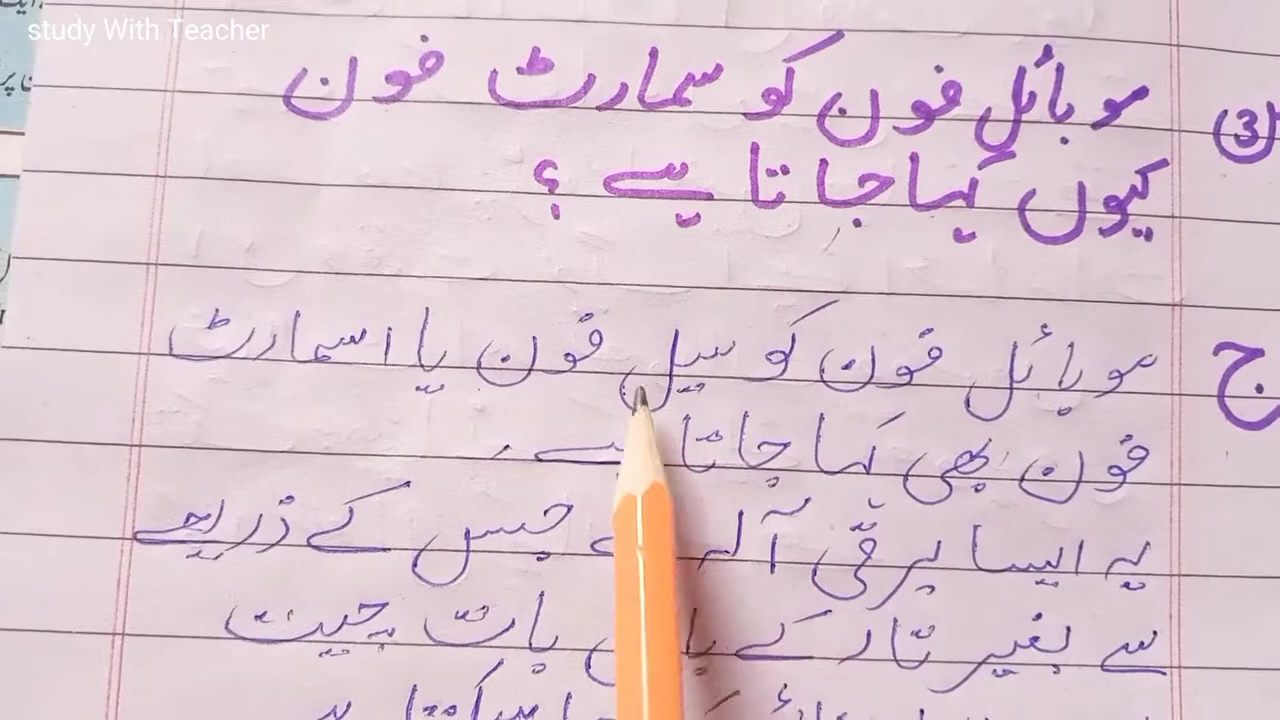 study With Teacher
③ موبائل فون کو سمارٹ فون
کیوں کہا جاتا ہے ؟
ج موبائل فون کو سیل فون یا اسمارٹ
فون بھی کہا جاتا ہے۔
یہ ایسا برقی آلہ ہے جس کے ذریعے
سے بغیر تار کے بات چیت